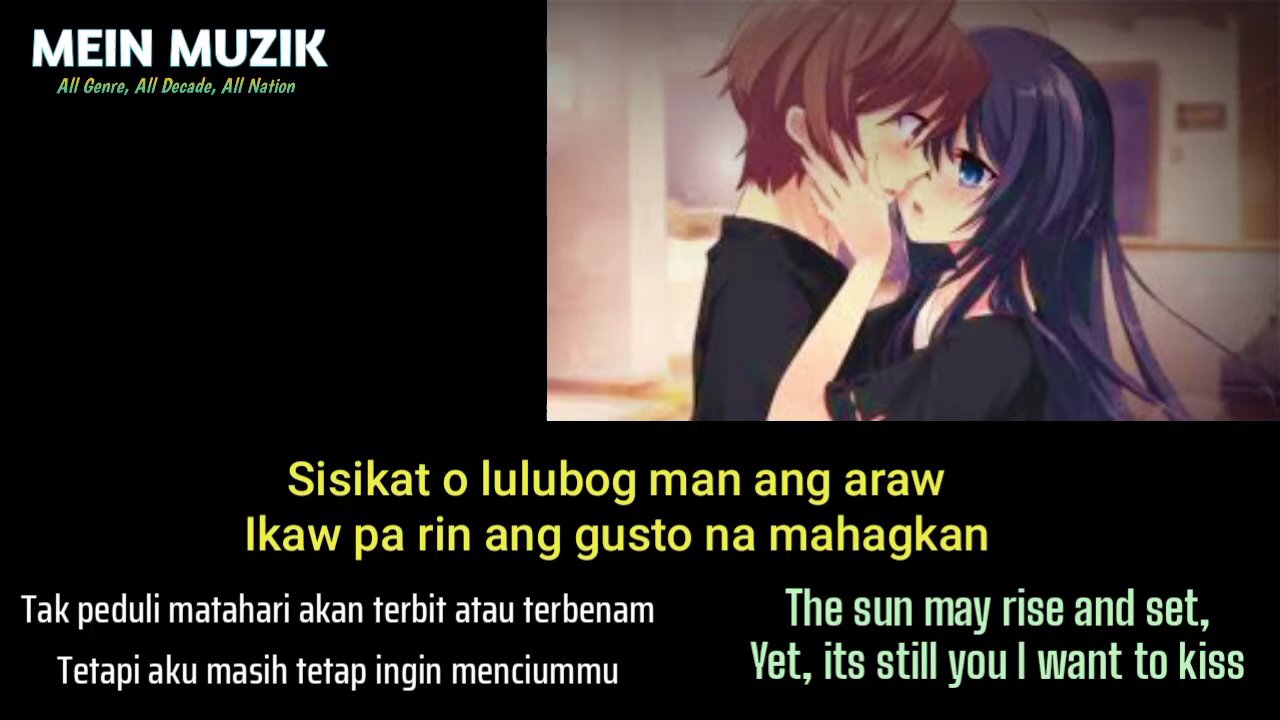 MEIN MUZIK
All Genre, All Decade, All Nation
Sisikat o lulubog man ang araw
Ikaw pa rin ang gusto na mahagkan
Tak peduli matahari akan terbit atau terbenam
Tetapi aku masih tetap ingin menciummu
The sun may rise and set,
Yet, its still you I want to kiss